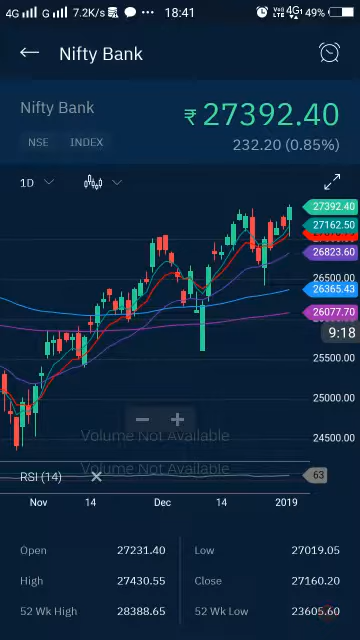 4G G 7.2K/s ... 18:41 VoLTE 4G1 49%
Nifty Bank
Nifty Bank
₹ 27392.40
NSE INDEX
232.20 (0.85%)
1D
27392.40
27162.50
26823.60
26500.00
26365.43
26077.70
9:18
25500.00
25000.00
24500.00
Volume Not Available
Volume Not Available
RSI (14)
63
Nov 14 Dec 14 2019
Open 27231.40 Low 27019.05
High 27430.55 Close 27160.20
52 Wk High 28388.65 52 Wk Low 23605.60